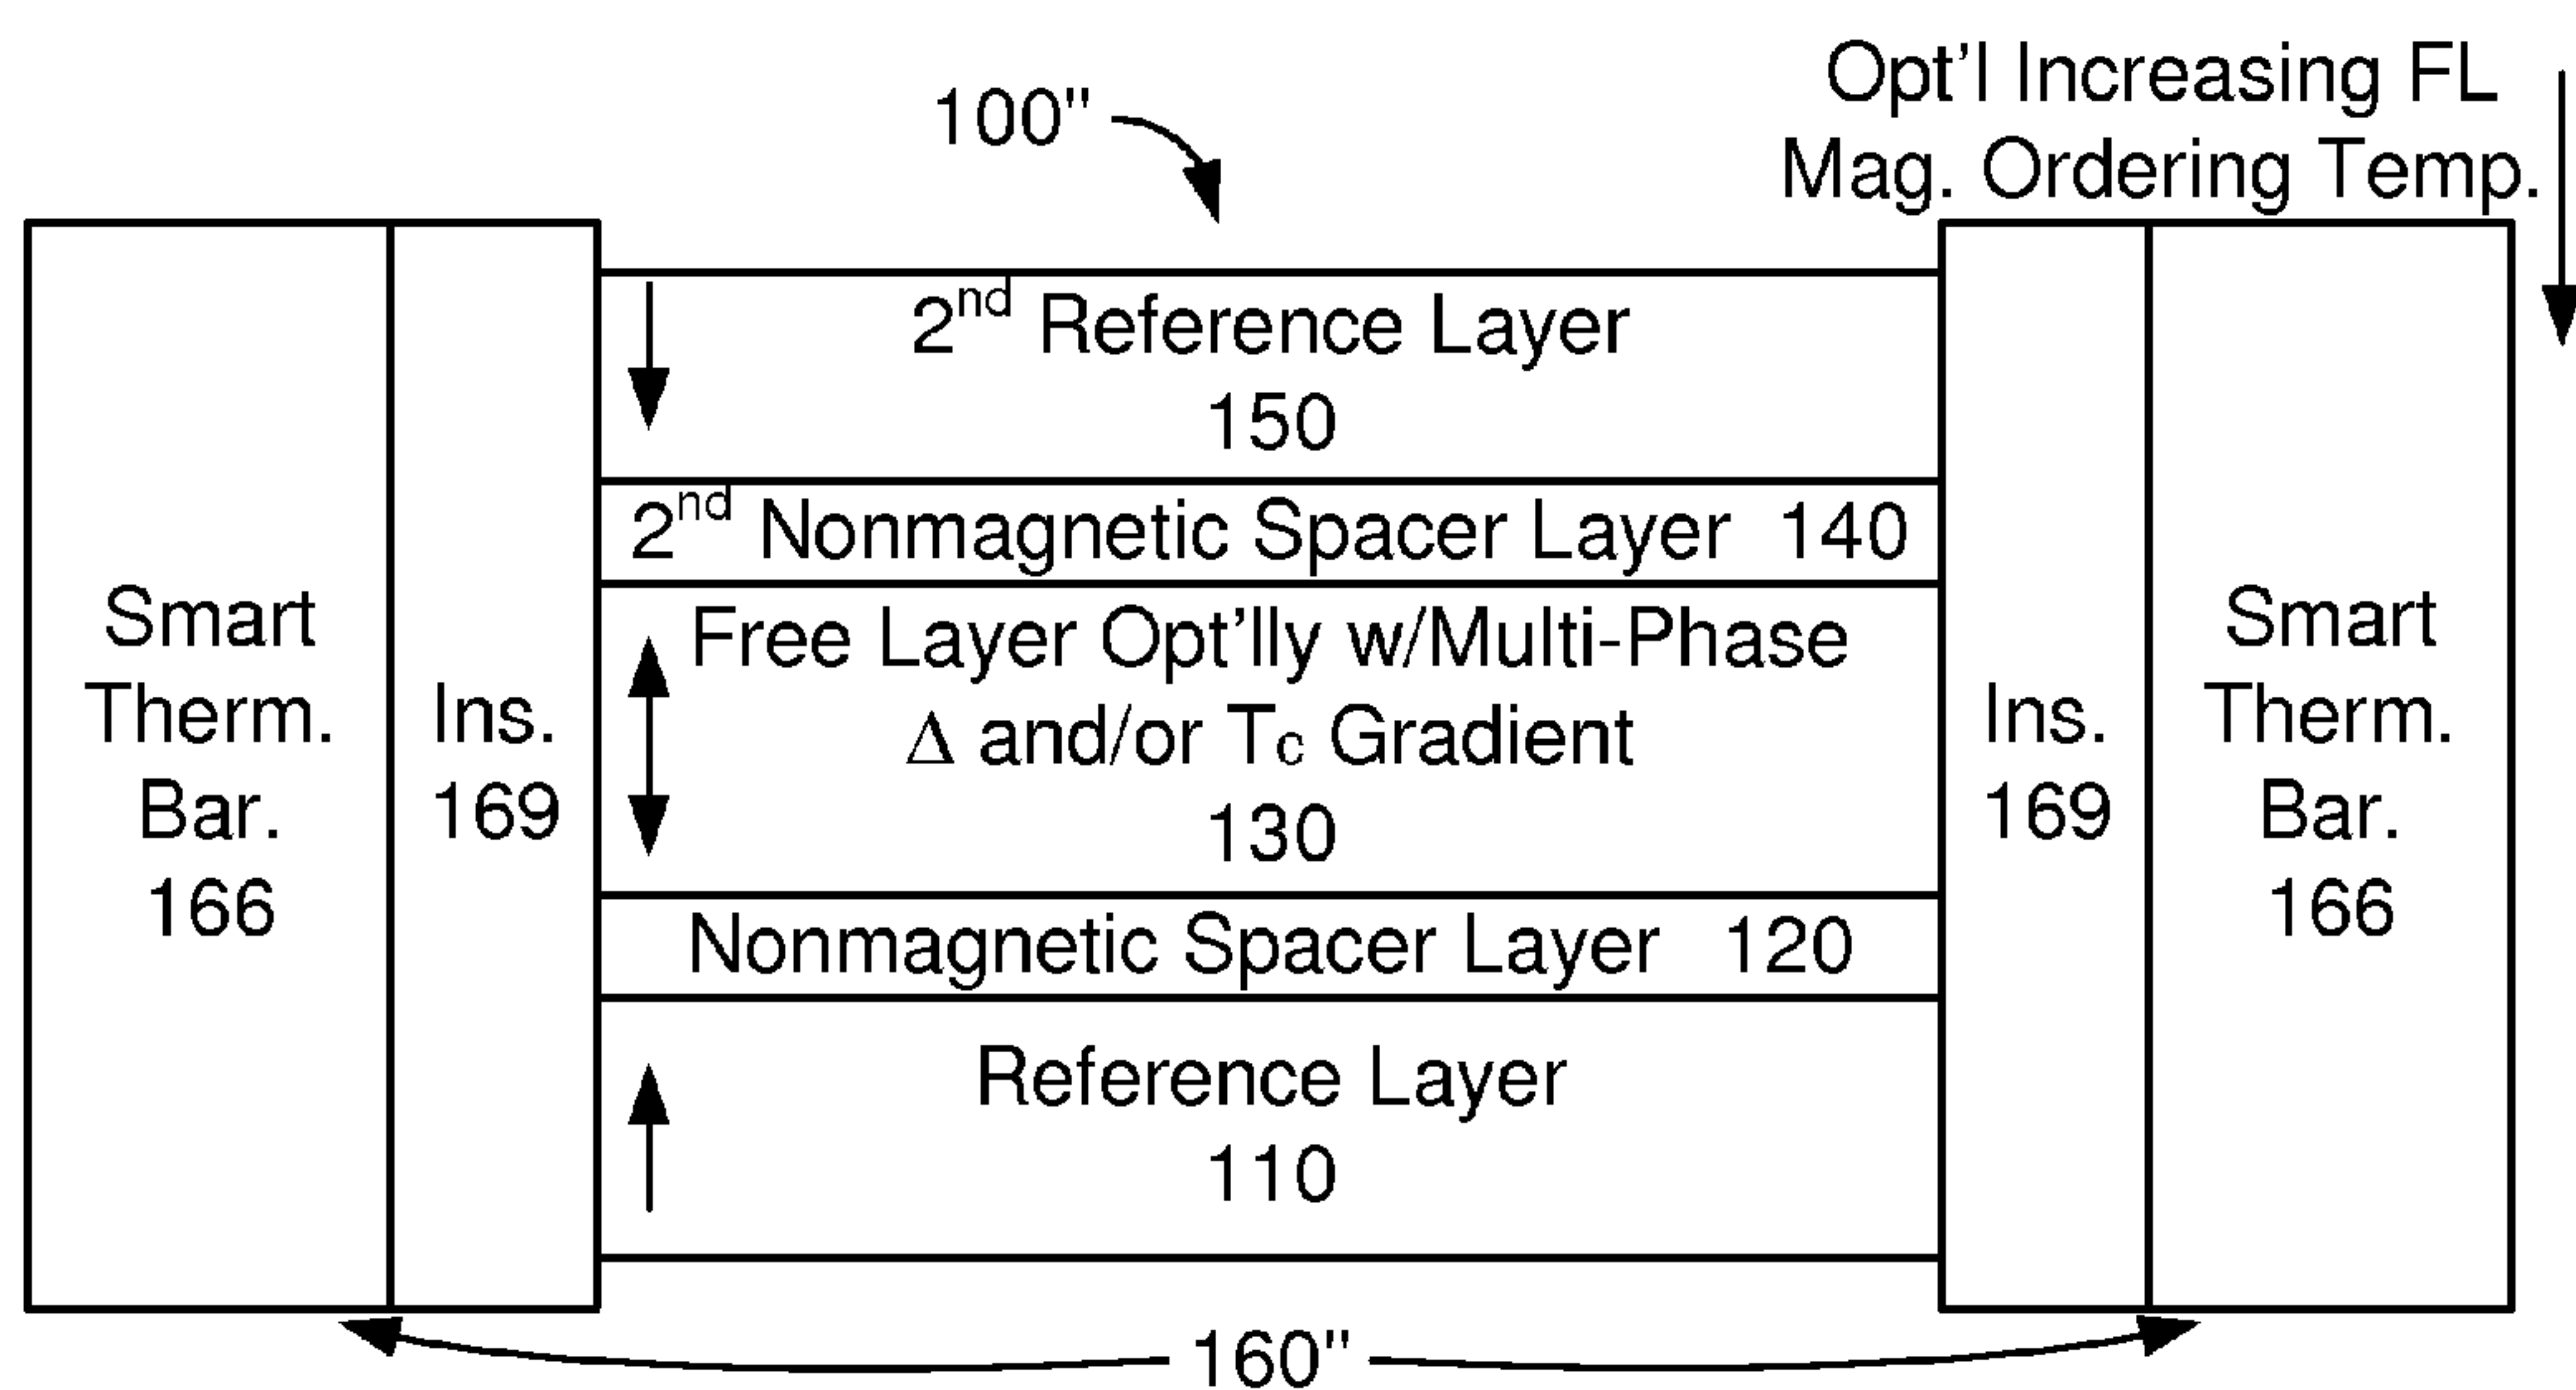 100"
Opt'l Increasing FL
Mag. Ordering Temp.
2nd Reference Layer
150
2nd Nonmagnetic Spacer Layer 140
Free Layer Opt'lly w/Multi-Phase
Δ and/or Tc Gradient
130
Nonmagnetic Spacer Layer 120
Reference Layer
110
Smart
Therm.
Bar.
166
Ins.
169
Ins.
169
Smart
Therm.
Bar.
166
160"